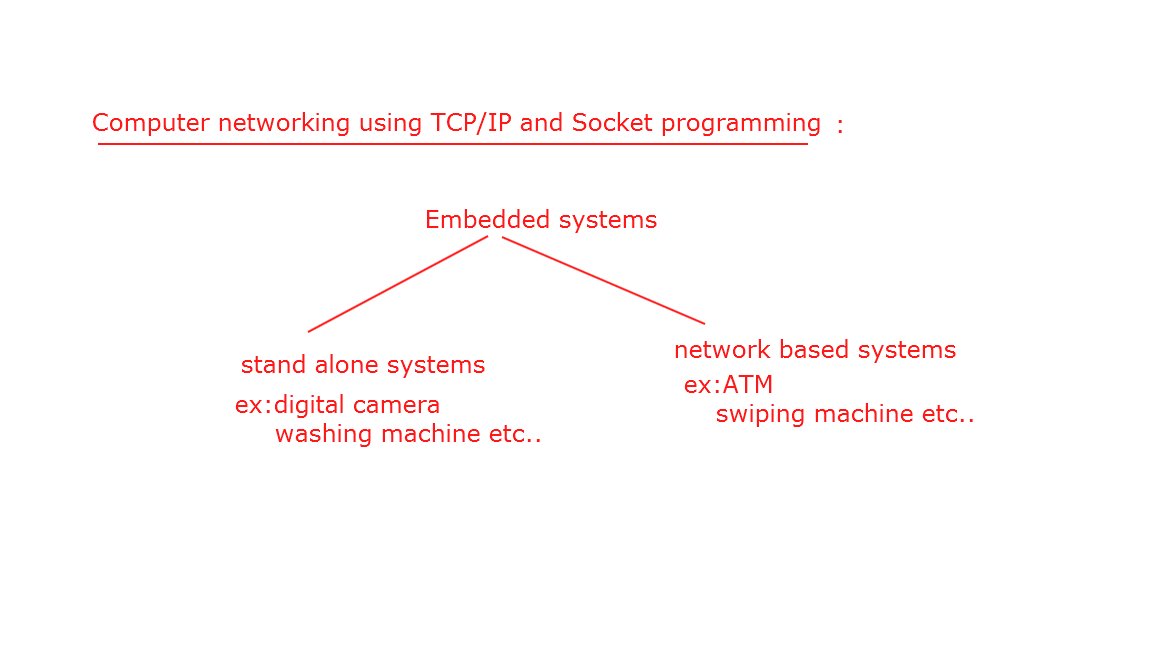 Computer networking using TCP/IP and Socket programming :
Embedded systems
stand alone systems
ex:digital camera
washing machine etc..
network based systems
ex:ATM
swiping machine etc..